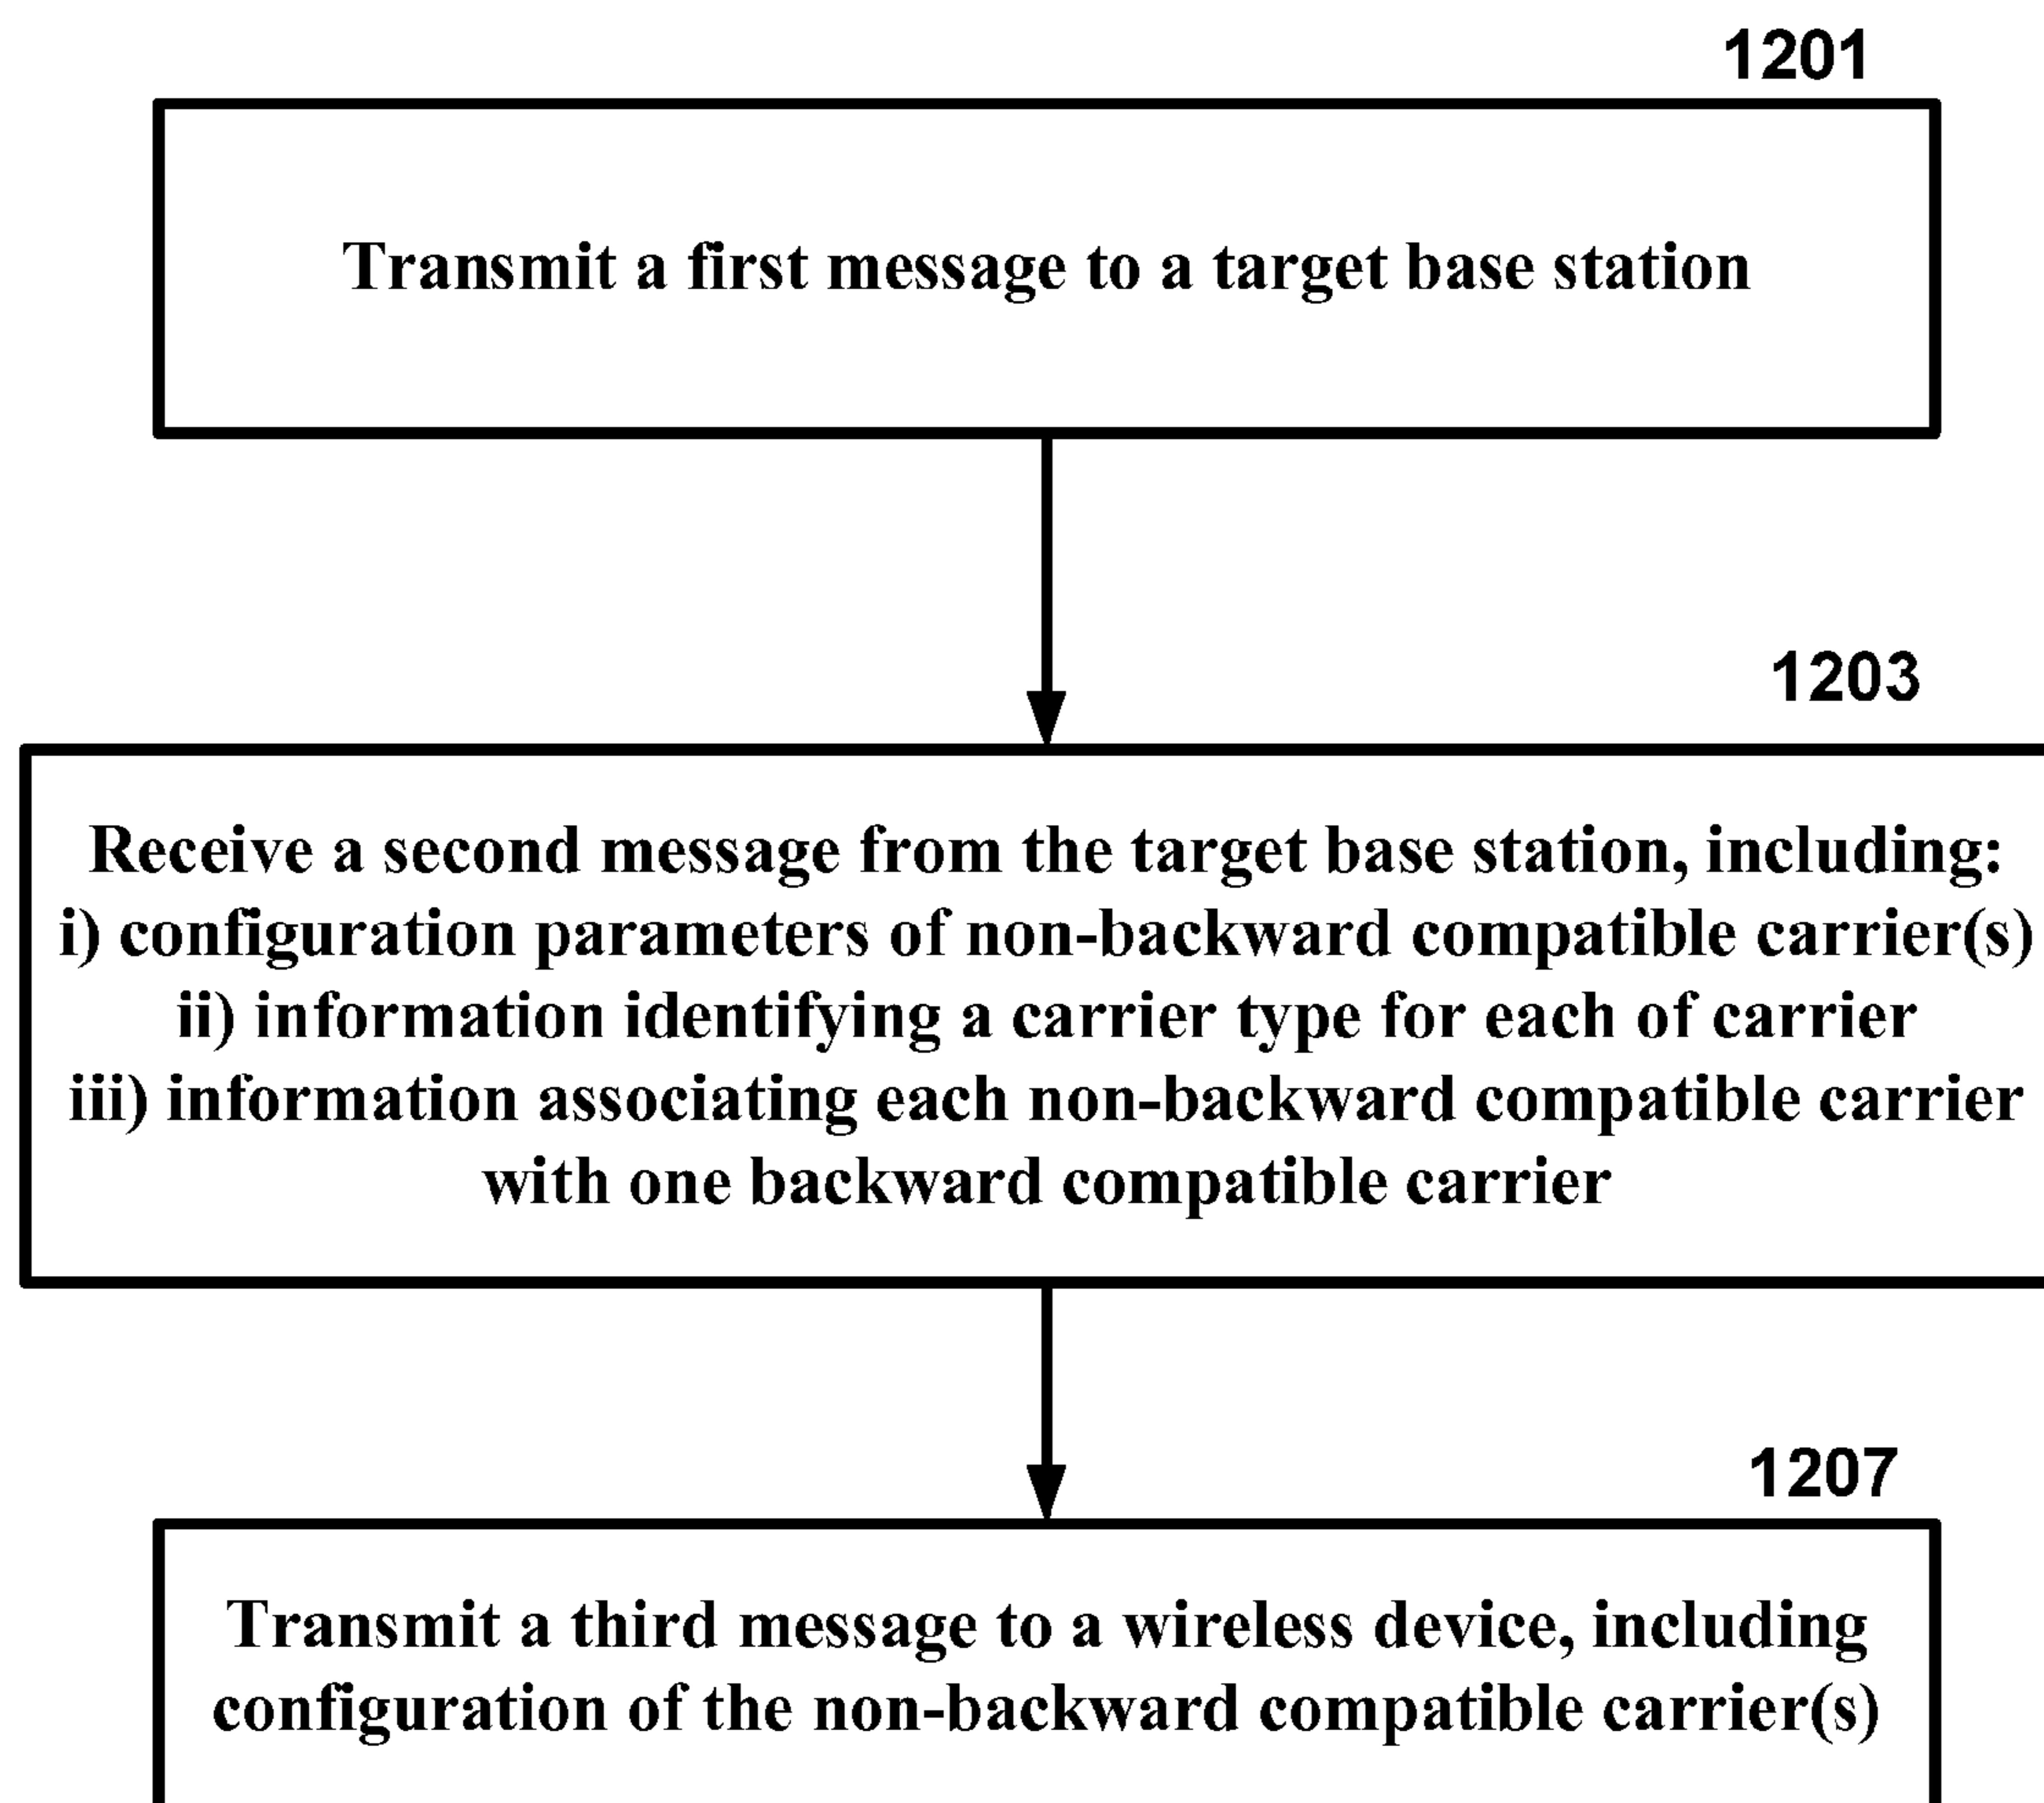 1201
Transmit a first message to a target base station
1203
Receive a second message from the target base station, including:
i) configuration parameters of non-backward compatible carrier(s)
ii) information identifying a carrier type for each of carrier
iii) information associating each non-backward compatible carrier
with one backward compatible carrier
1207
Transmit a third message to a wireless device, including
configuration of the non-backward compatible carrier(s)